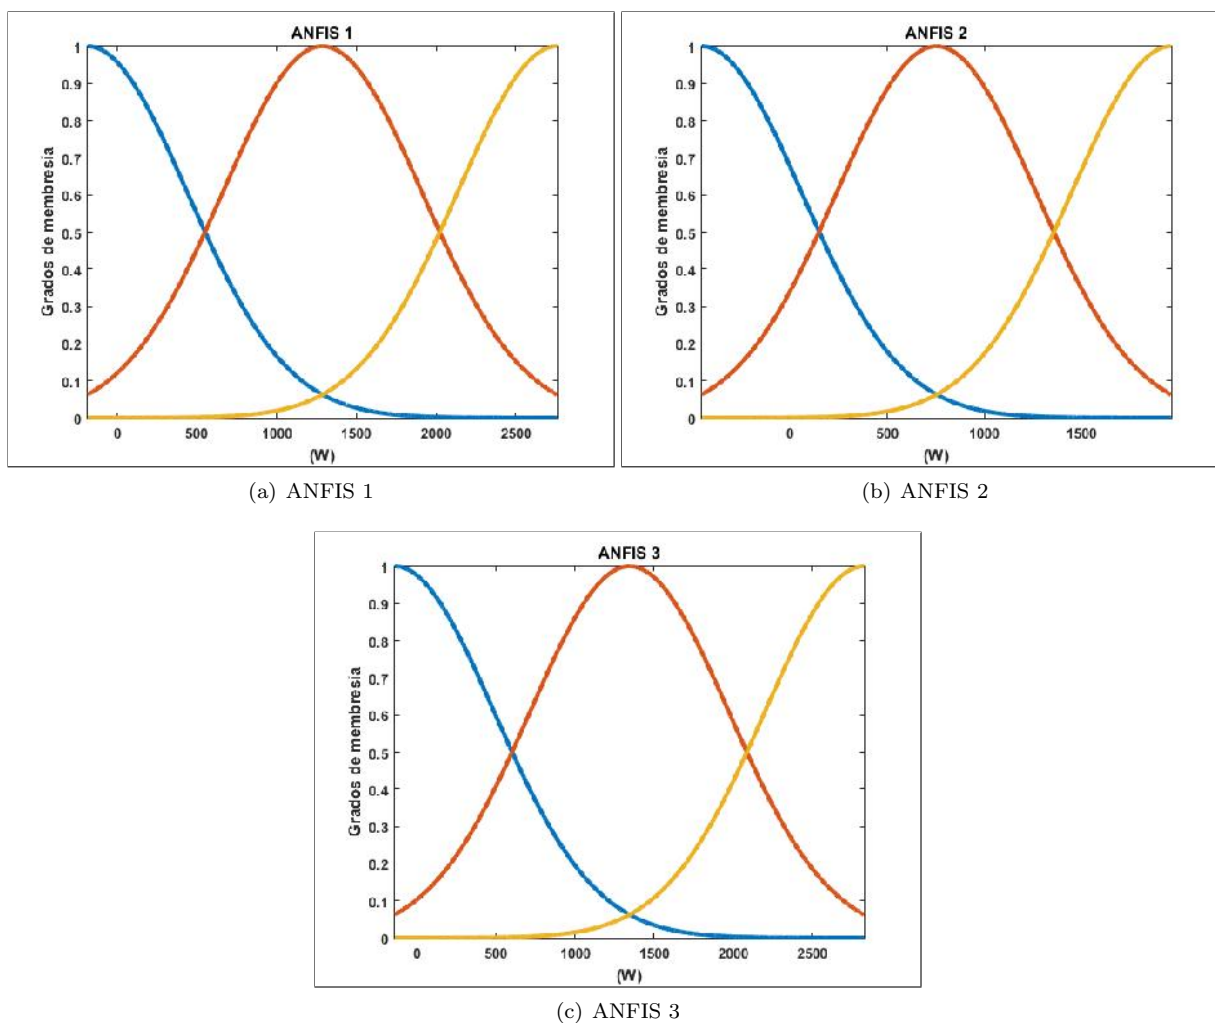 ANFIS 1
Grados de membresia
1
0.9
0.8
0.7
0.6
0.5
0.4
0.3
0.2
0.1
0
0 500 1000 1500 2000 2500
(W)
(a) ANFIS 1
ANFIS 2
Grados de membresia
1
0.9
0.8
0.7
0.6
0.5
0.4
0.3
0.2
0.1
0
0 500 1000 1500
(W)
(b) ANFIS 2
ANFIS 3
Grados de membresia
1
0.9
0.8
0.7
0.6
0.5
0.4
0.3
0.2
0.1
0
0 500 1000 1500 2000 2500
(W)
(c) ANFIS 3